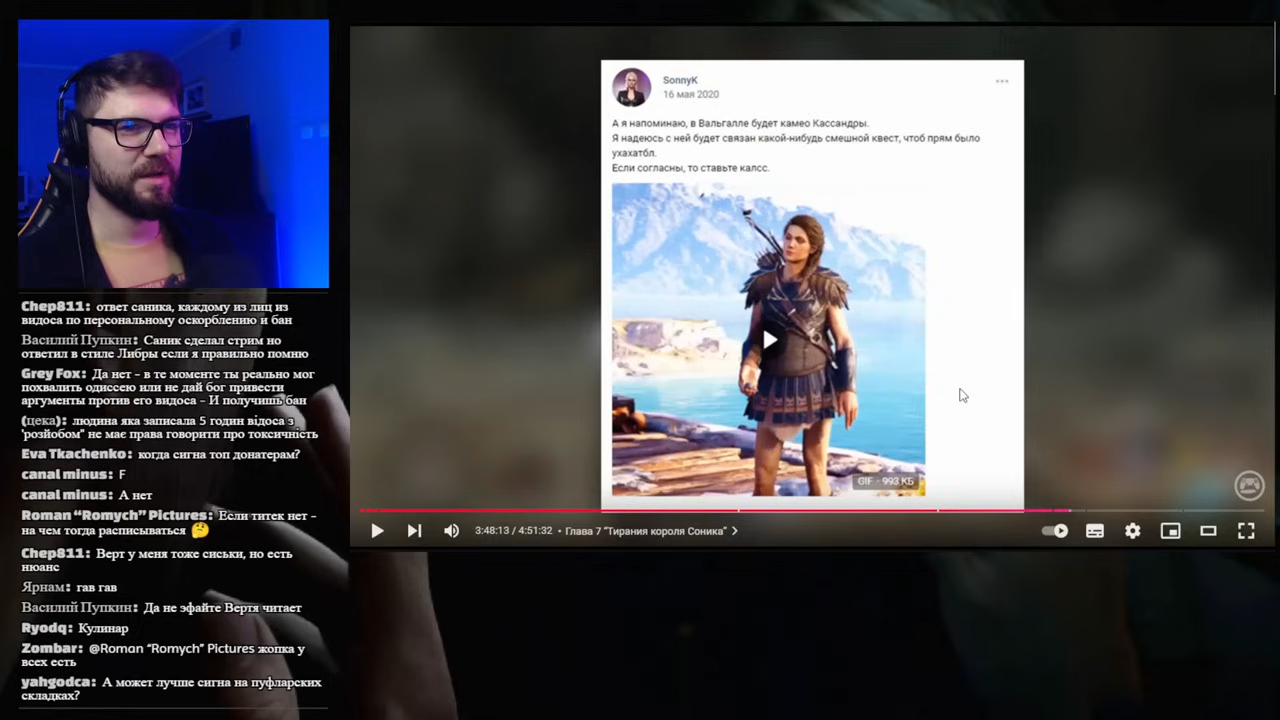 Chep811: ответ саника, каждому из лиц из
видоса по персональному оскорблению и бан
Василий Пупкин: Саник сделал стрим но
ответил в стиле Либры если я правильно помню
Grey Fox: Да нет - в те моменте ты реально мог
похвалить одиссею или не дай бог привести
аргументы против его видоса - И получишь бан
(цека): людина яка записала 5 годин відоса з
'розйобом" не має права говорити про токсичність
Eva Tkachenko: когда сигна топ донатерам?
canal minus: F
canal minus: А нет
Roman “Romych” Pictures: Если титек нет -
на чем тогда расписываться 🤔
Chep811: Верт у меня тоже сиськи, но есть
нюанс
Ярнам: гав гав
Василий Пупкин: Да не эфайте Вертя читает
Ryodq: Кулинар
Zombar: @Roman “Romych” Pictures жопка у
всех есть
yahgodca: А может лучше сигна на пуфларских
складках?
SonnyK
16 мая 2020
А я напоминаю, в Вальгалле будет камео Кассандры.
Я надеюсь с ней будет связан какой-нибудь смешной квест, чтоб прям было
ухахатбл.
Если согласны, то ставьте калсс.
GIF · 993 КБ
3:48:13 / 4:51:32 • Глава 7 “Тирания короля Соника” >